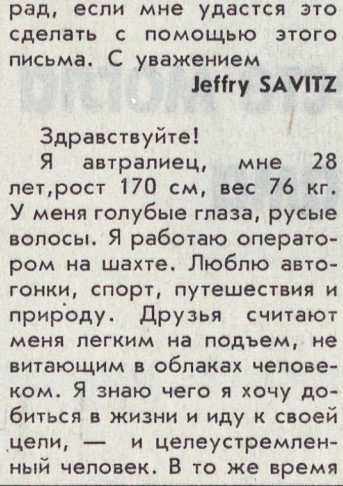 рад, если мне удастся это
сделать с помощью этого
письма. С уважением
Jeffry SAVITZ
Здравствуйте!
Я автралиец, мне 28
лет,рост 170 см, вес 76 кг.
У меня голубые глаза, русые
волосы. Я работаю операто-
ром на шахте. Люблю авто-
гонки, спорт, путешествия и
природу. Друзья считают
меня легким на подъем, не
витающим в облаках челове-
ком. Я знаю чего я хочу до-
биться в жизни и иду к своей
цели, — и целеустремлен-
ный человек. В то же время